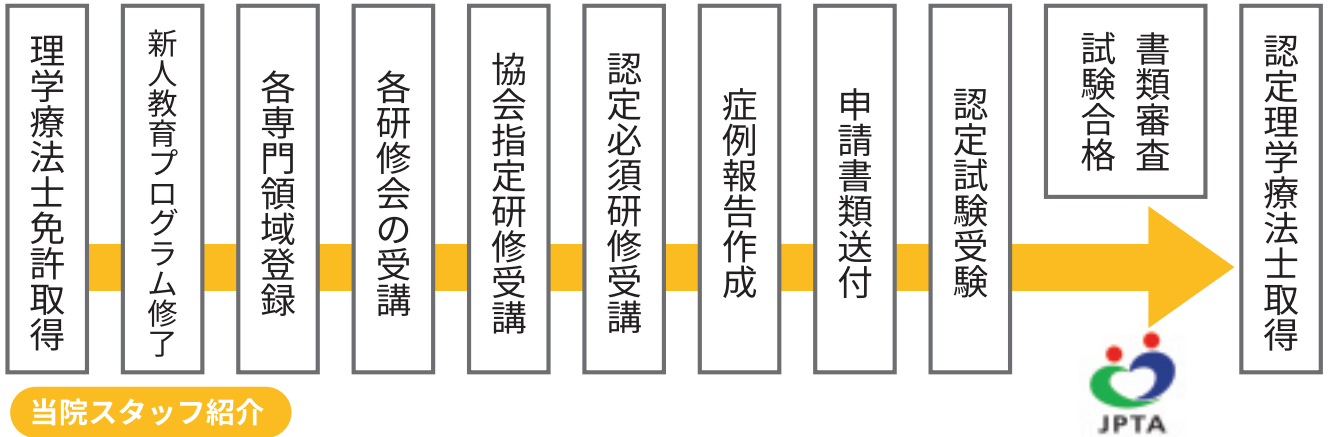 理学療法士免許取得
新人教育プログラム修了
各専門領域登録
各研修会の受講
協会指定研修受講
認定必須研修受講
症例報告作成
申請書類送付
認定試験受験
書類審査
試験合格
認定理学療法士取得
当院スタッフ紹介
JPTA